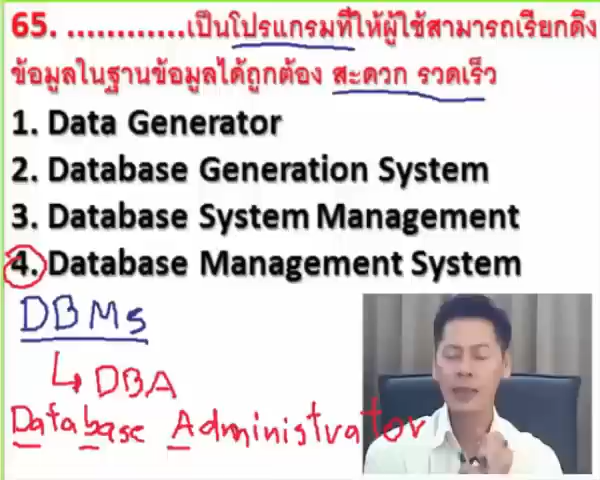 65. ............เป็นโปรแกรมที่ให้ผู้ใช้สามารถเรียกดึง
ข้อมูลในฐานข้อมูลได้ถูกต้อง สะดวก รวดเร็ว
1. Data Generator
2. Database Generation System
3. Database System Management
4. Database Management System
DBMs
↳ DBA
Database Administrator